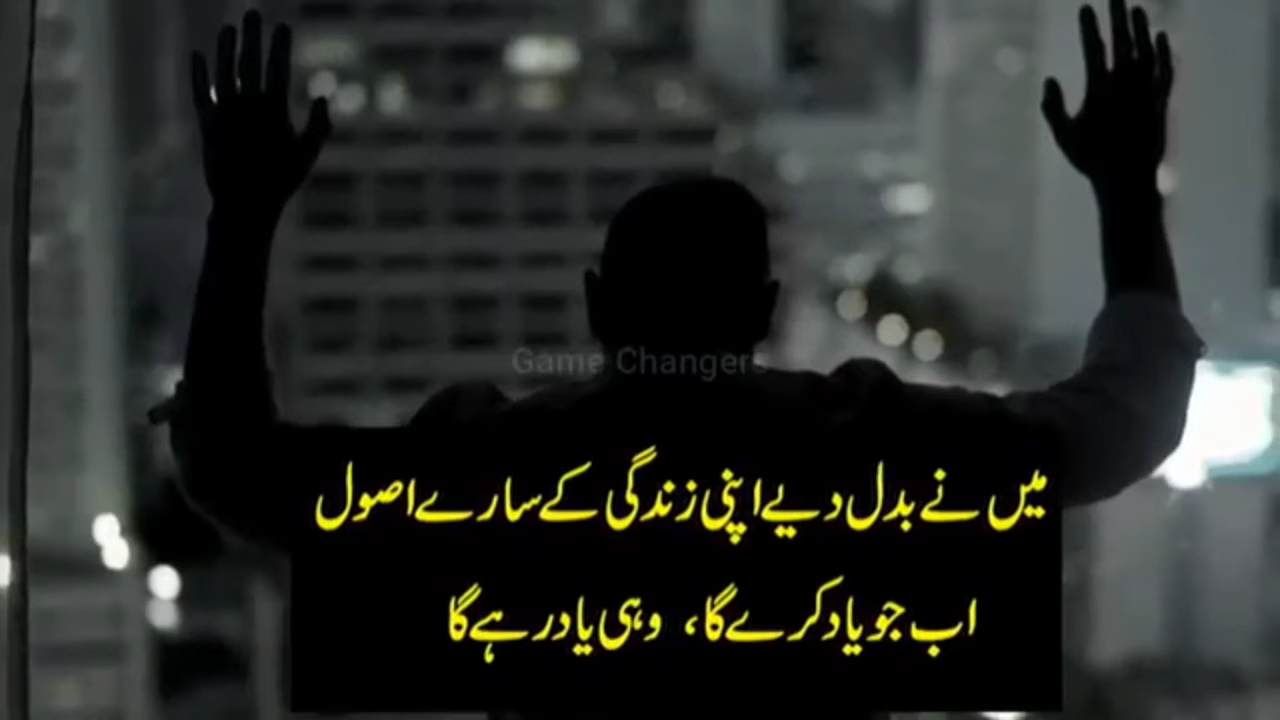 Game Changers
میں نے بدل دیے اپنی زندگی کے سارے اصول
اب جو یاد کرے گا، وہی یاد رہے گا